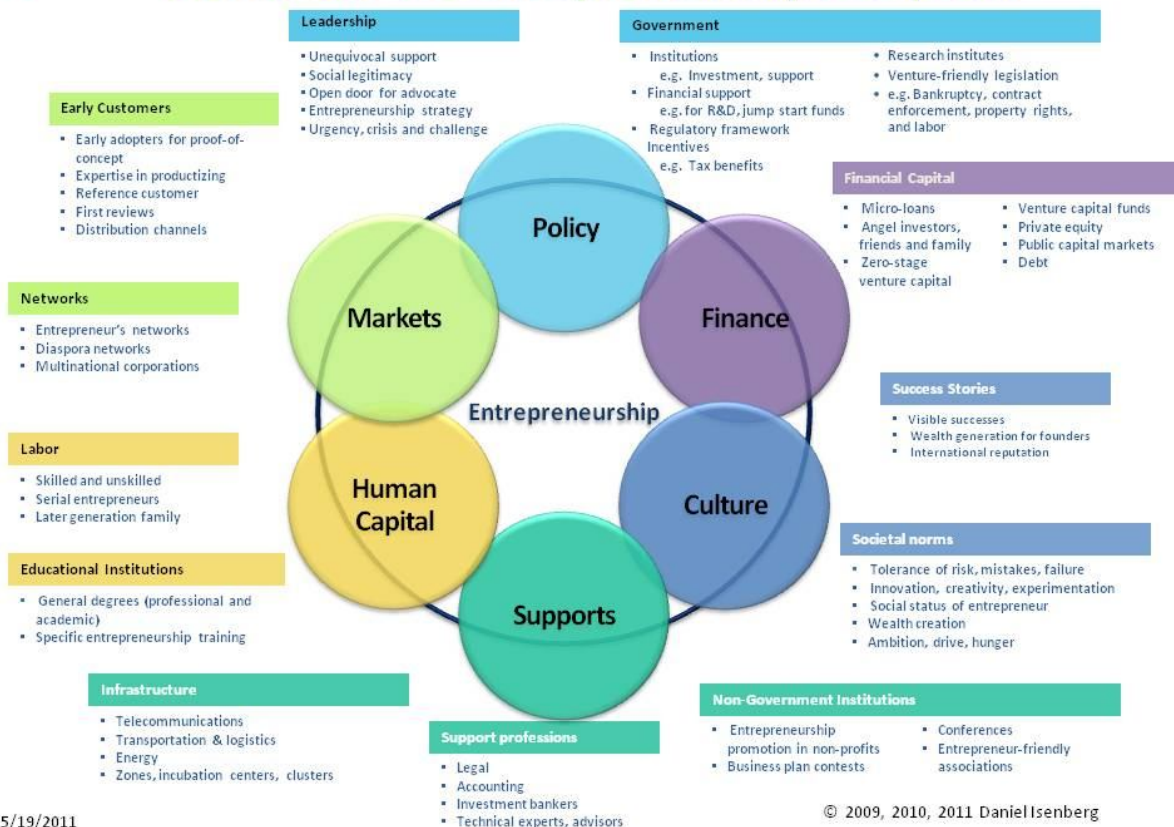 Leadership
▪ Unequivocal support
▪ Social legitimacy
▪ Open door for advocate
▪ Entrepreneurship strategy
▪ Urgency, crisis and challenge
Government
▪ Institutions
e.g. Investment, support
▪ Financial support
e.g. for R&D, jump start funds
▪ Regulatory framework
Incentives
e.g. Tax benefits
• Research institutes
• Venture-friendly legislation
• e.g. Bankruptcy, contract
enforcement, property rights,
and labor
Early Customers
▪ Early adopters for proof-of-
concept
▪ Expertise in productizing
▪ Reference customer
▪ First reviews
▪ Distribution channels
Financial Capital
▪ Micro-loans
▪ Angel investors,
friends and family
▪ Zero-stage
venture capital
▪ Venture capital funds
▪ Private equity
▪ Public capital markets
▪ Debt
Policy
Markets
Finance
Networks
▪ Entrepreneur's networks
▪ Diaspora networks
▪ Multinational corporations
Success Stories
▪ Visible successes
▪ Wealth generation for founders
▪ International reputation
Entrepreneurship
Labor
▪ Skilled and unskilled
▪ Serial entrepreneurs
▪ Later generation family
Human
Capital
Culture
Societal norms
▪ Tolerance of risk, mistakes, failure
▪ Innovation, creativity, experimentation
▪ Social status of entrepreneur
▪ Wealth creation
▪ Ambition, drive, hunger
Educational Institutions
▪ General degrees (professional and
academic)
▪ Specific entrepreneurship training
Supports
Infrastructure
▪ Telecommunications
▪ Transportation & logistics
▪ Energy
▪ Zones, incubation centers, clusters
Support professions
▪ Legal
▪ Accounting
▪ Investment bankers
▪ Technical experts, advisors
Non-Government Institutions
▪ Entrepreneurship
promotion in non-profits
▪ Business plan contests
▪ Conferences
▪ Entrepreneur-friendly
associations
5/19/2011
© 2009, 2010, 2011 Daniel Isenberg